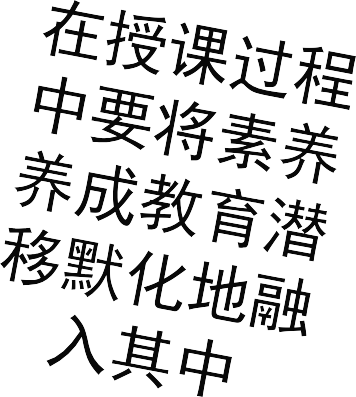 在授课过程
中要将素养
养成教育潜
移默化地融
入其中